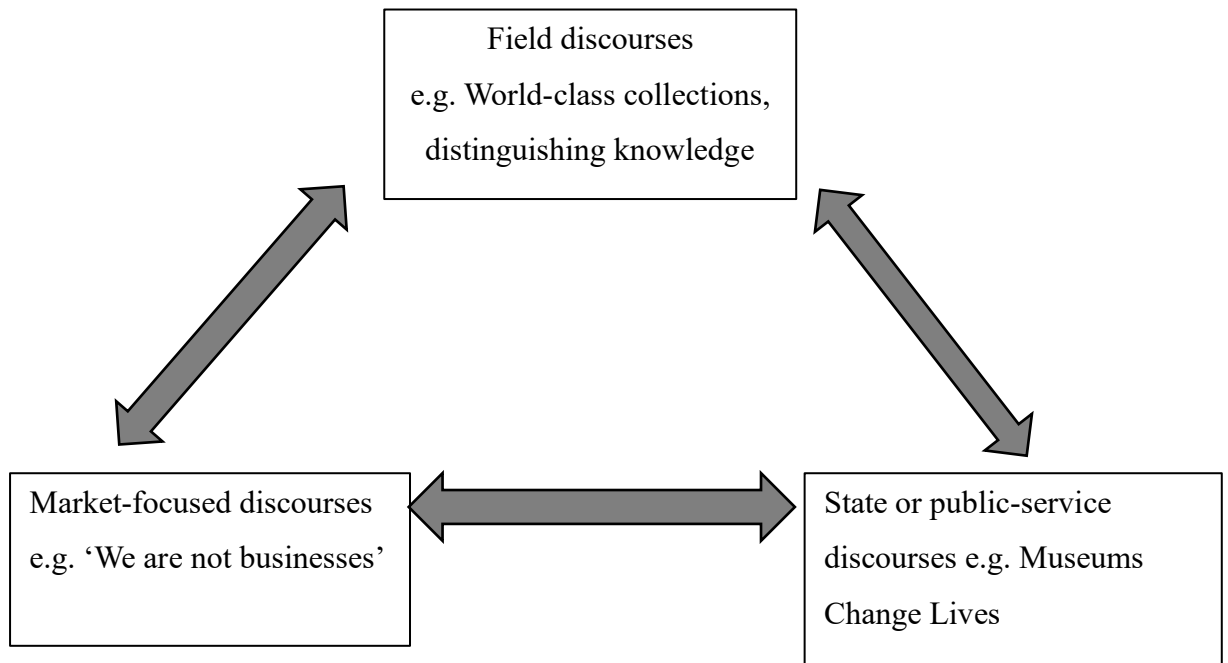 Field discourses
e.g. World-class collections,
distinguishing knowledge
Market-focused discourses
e.g. ‘We are not businesses’
State or public-service
discourses e.g. Museums
Change Lives